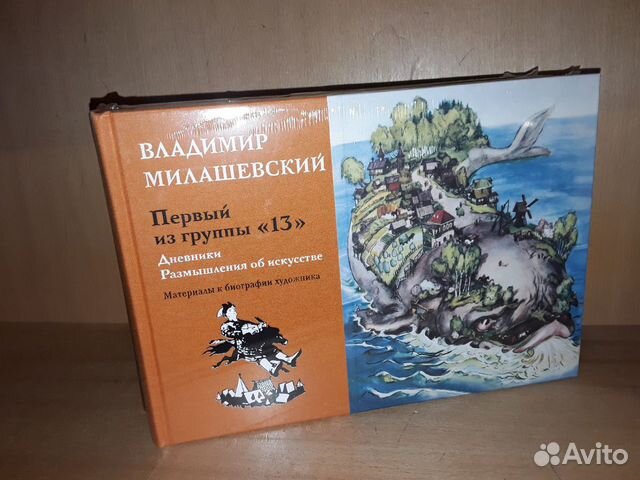 ВЛАДИМИР
МИЛАШЕВСКИЙ
Первый
из группы «13»
Дневники
Размышления об искусстве
Материалы к биографии художника
Avito